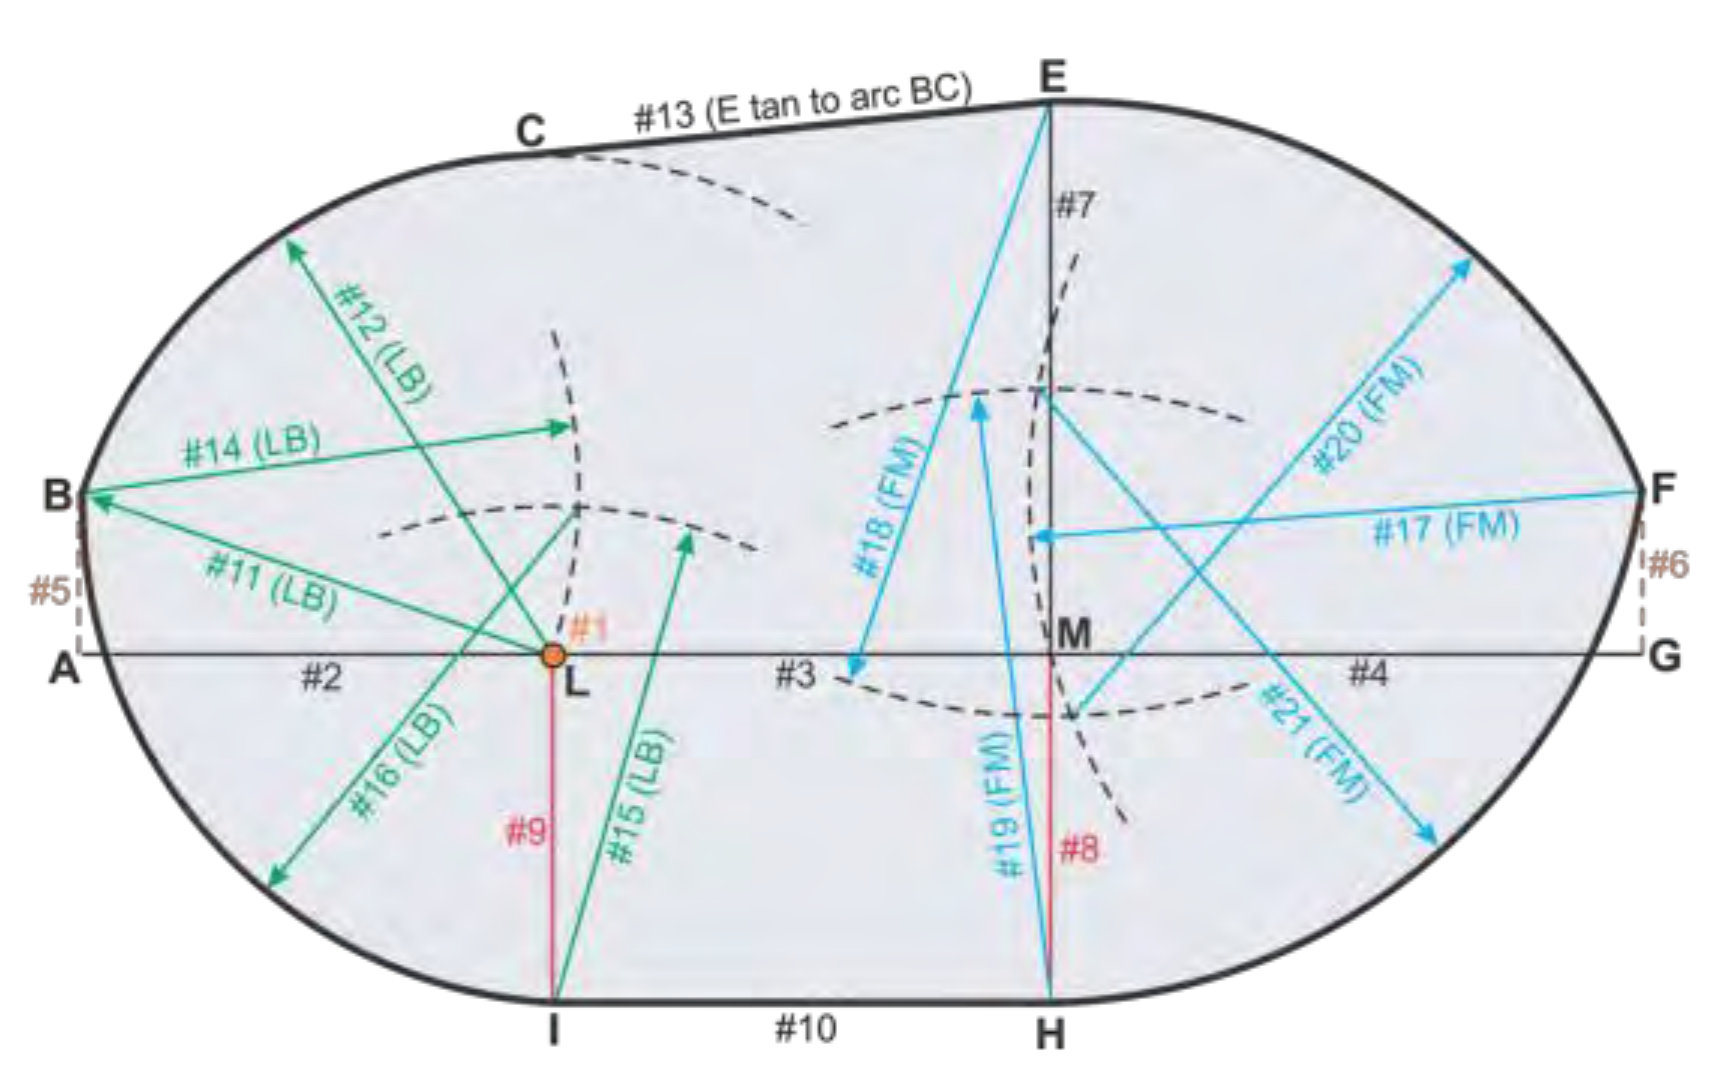 E
#13 (E tan to arc BC)
C
#7
#12 (LB)
#14 (LB)
#18 (FM)
#20 (FM)
B
F
#17 (FM)
#11 (LB)
#5
#6
#1
M
A
#2
L
#3
#4
G
#16 (LB)
#15 (LB)
#21 (FM)
#9
#19 (FM)
#8
I
#10
H